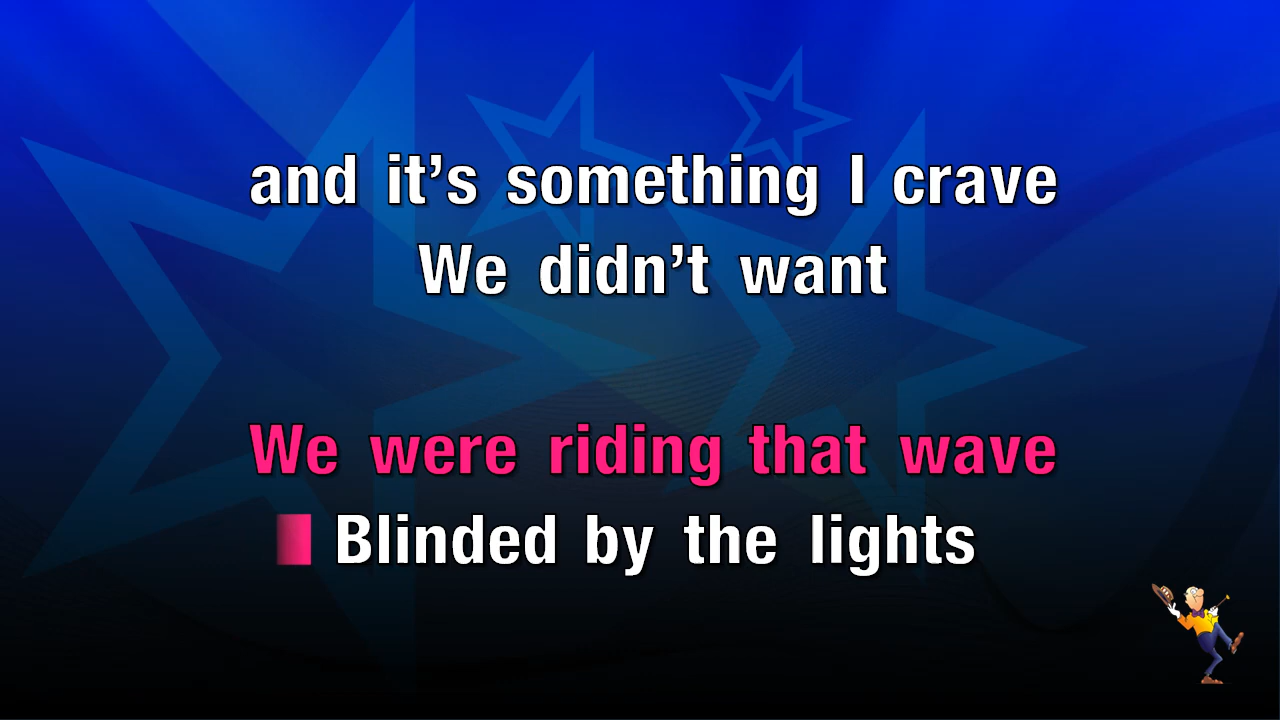 and it’s something I crave
We didn’t want
We were riding that wave
Blinded by the lights